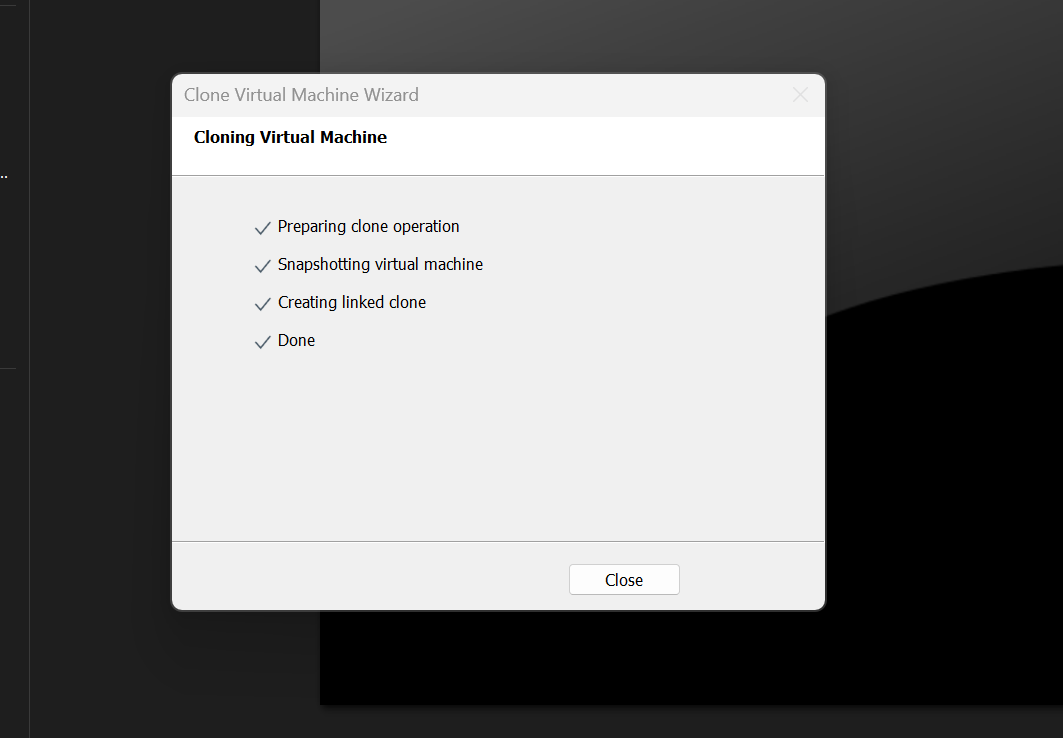 Clone Virtual Machine Wizard
Cloning Virtual Machine
Preparing clone operation
Snapshotting virtual machine
Creating linked clone
Done
Close